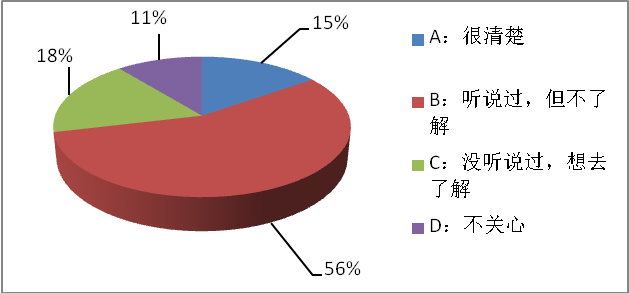 11%
15%
18%
56%
A：很清楚
B：听说过，但不了
解
C：没听说过，想去
了解
D：不关心